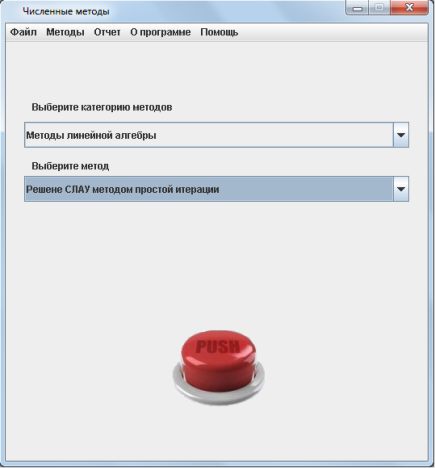 Численные методы
Файл Методы Отчет О программе Помощь
Выберите категорию методов
Методы линейной алгебры
Выберите метод
Решене СЛАУ методом простой итерации
PUSH